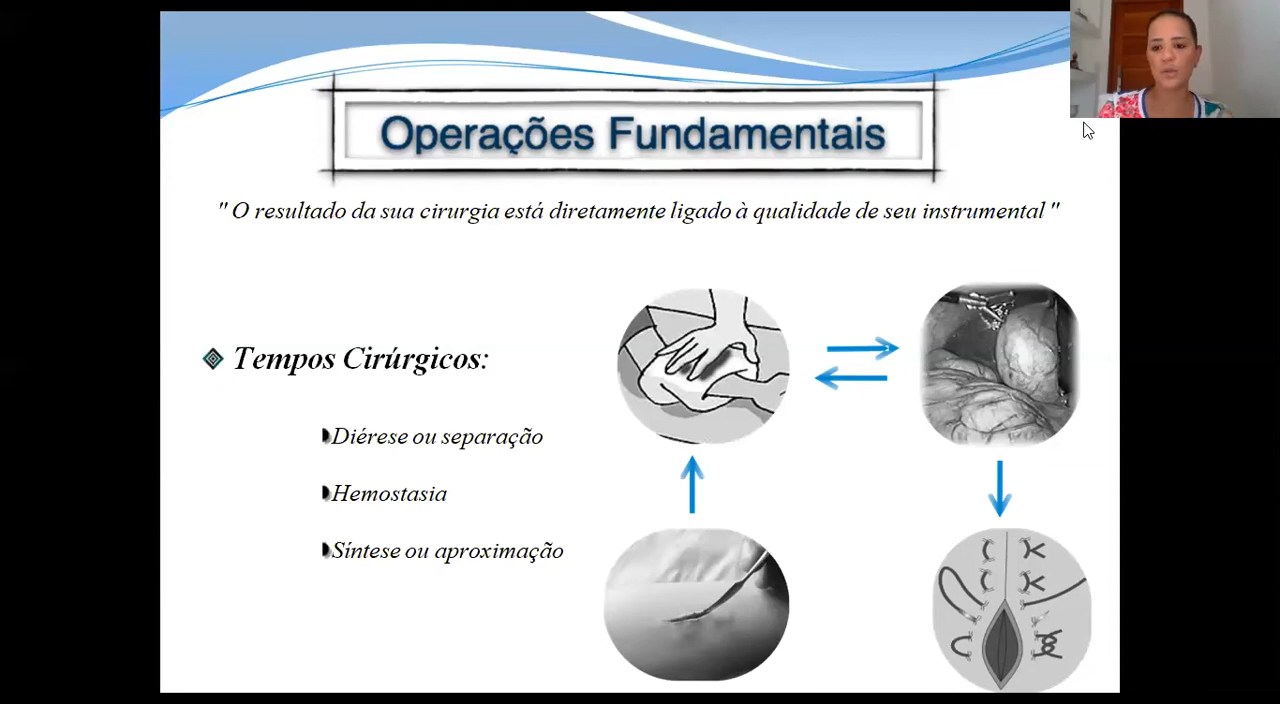 Operações Fundamentais
" O resultado da sua cirurgia está diretamente ligado à qualidade de seu instrumental "
Tempos Cirúrgicos:
Diérese ou separação
Hemostasia
Síntese ou aproximação